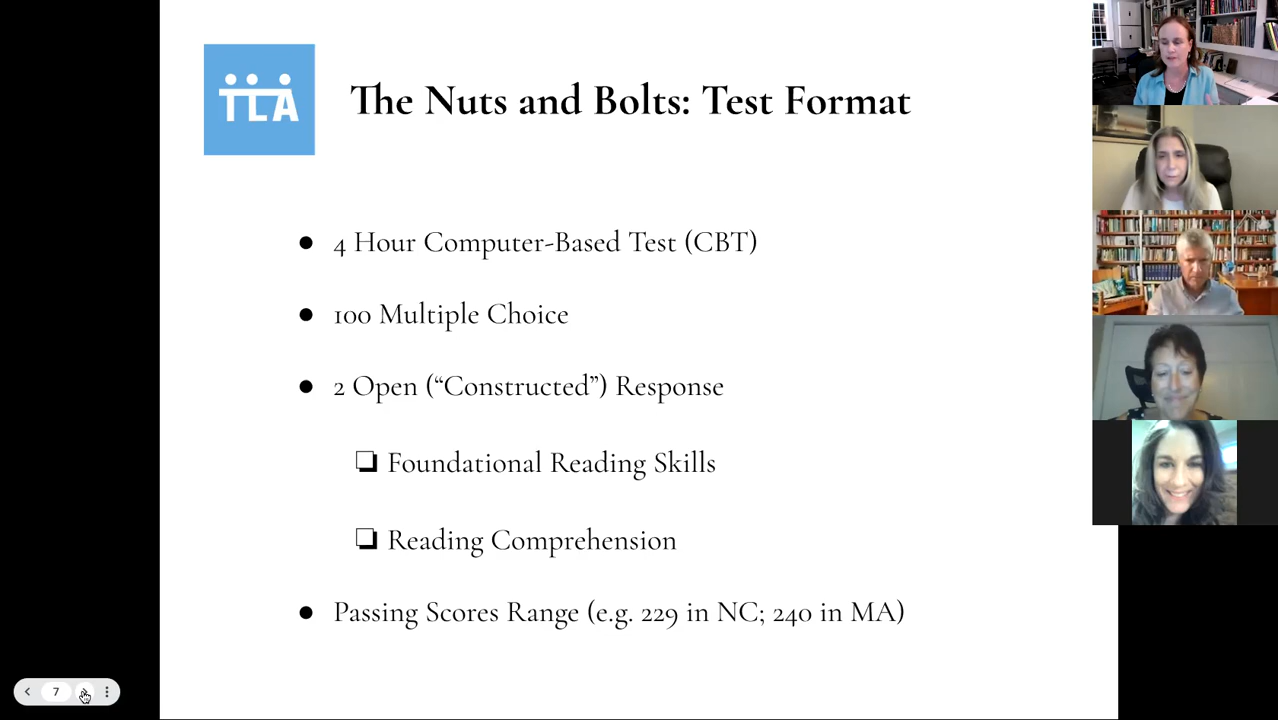 TLA
The Nuts and Bolts: Test Format
● 4 Hour Computer-Based Test (CBT)
● 100 Multiple Choice
● 2 Open (“Constructed”) Response
❏ Foundational Reading Skills
❏ Reading Comprehension
● Passing Scores Range (e.g. 229 in NC; 240 in MA)
7